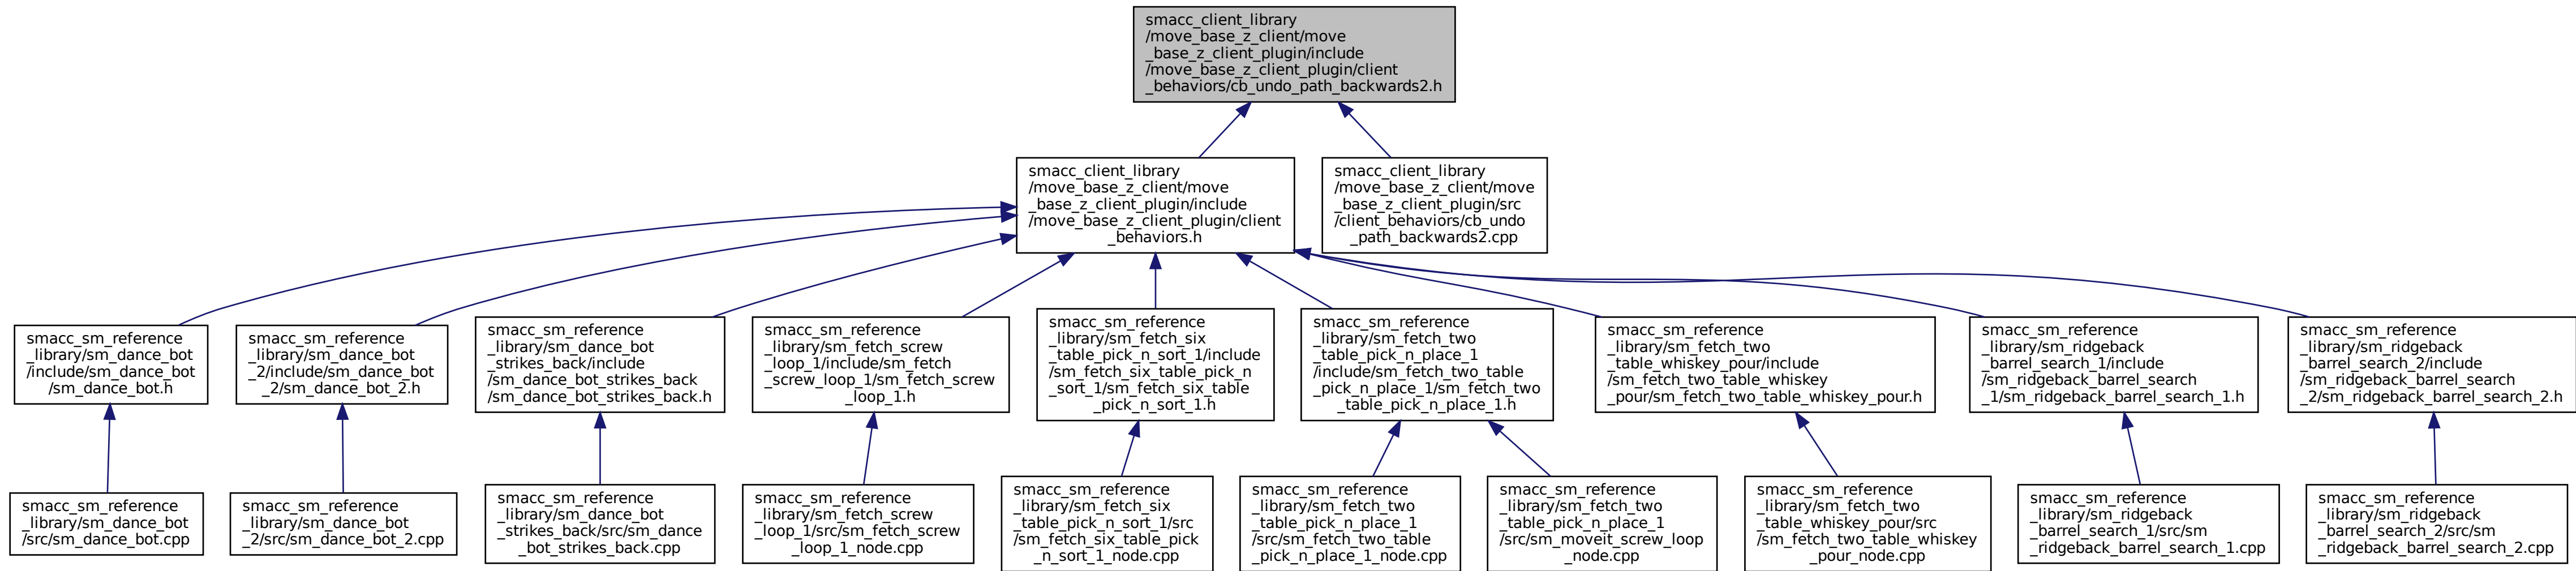 smacc_client_library
/move_base_z_client/move
_base_z_client_plugin/include
/move_base_z_client_plugin/client
_behaviors/cb_undo_path_backwards2.h
smacc_client_library
/move_base_z_client/move
_base_z_client_plugin/include
/move_base_z_client_plugin/client
_behaviors.h
smacc_client_library
/move_base_z_client/move
_base_z_client_plugin/src
/client_behaviors/cb_undo
_path_backwards2.cpp
smacc_sm_reference
_library/sm_dance_bot
/include/sm_dance_bot
/sm_dance_bot.h
smacc_sm_reference
_library/sm_dance_bot
_2/include/sm_dance_bot
_2/sm_dance_bot_2.h
smacc_sm_reference
_library/sm_dance_bot
_strikes_back/include
/sm_dance_bot_strikes_back
/sm_dance_bot_strikes_back.h
smacc_sm_reference
_library/sm_fetch_screw
_loop_1/include/sm_fetch
_screw_loop_1/sm_fetch_screw
_loop_1.h
smacc_sm_reference
_library/sm_fetch_six
_table_pick_n_sort_1/include
/sm_fetch_six_table_pick_n
_sort_1/sm_fetch_six_table
_pick_n_sort_1.h
smacc_sm_reference
_library/sm_fetch_two
_table_pick_n_place_1
/include/sm_fetch_two_table
_pick_n_place_1/sm_fetch_two
_table_pick_n_place_1.h
smacc_sm_reference
_library/sm_fetch_two
_table_whiskey_pour/include
/sm_fetch_two_table_whiskey
_pour/sm_fetch_two_table_whiskey_pour.h
smacc_sm_reference
_library/sm_ridgeback
_barrel_search_1/include
/sm_ridgeback_barrel_search
_1/sm_ridgeback_barrel_search_1.h
smacc_sm_reference
_library/sm_ridgeback
_barrel_search_2/include
/sm_ridgeback_barrel_search
_2/sm_ridgeback_barrel_search_2.h
smacc_sm_reference
_library/sm_dance_bot
/src/sm_dance_bot.cpp
smacc_sm_reference
_library/sm_dance_bot
_2/src/sm_dance_bot_2.cpp
smacc_sm_reference
_library/sm_dance_bot
_strikes_back/src/sm_dance
_bot_strikes_back.cpp
smacc_sm_reference
_library/sm_fetch_screw
_loop_1/src/sm_fetch_screw
_loop_1_node.cpp
smacc_sm_reference
_library/sm_fetch_six
_table_pick_n_sort_1/src
/sm_fetch_six_table_pick
_n_sort_1_node.cpp
smacc_sm_reference
_library/sm_fetch_two
_table_pick_n_place_1
/src/sm_fetch_two_table
_pick_n_place_1_node.cpp
smacc_sm_reference
_library/sm_fetch_two
_table_pick_n_place_1
/src/sm_moveit_screw_loop
_node.cpp
smacc_sm_reference
_library/sm_fetch_two
_table_whiskey_pour/src
/sm_fetch_two_table_whiskey
_pour_node.cpp
smacc_sm_reference
_library/sm_ridgeback
_barrel_search_1/src/sm
_ridgeback_barrel_search_1.cpp
smacc_sm_reference
_library/sm_ridgeback
_barrel_search_2/src/sm
_ridgeback_barrel_search_2.cpp